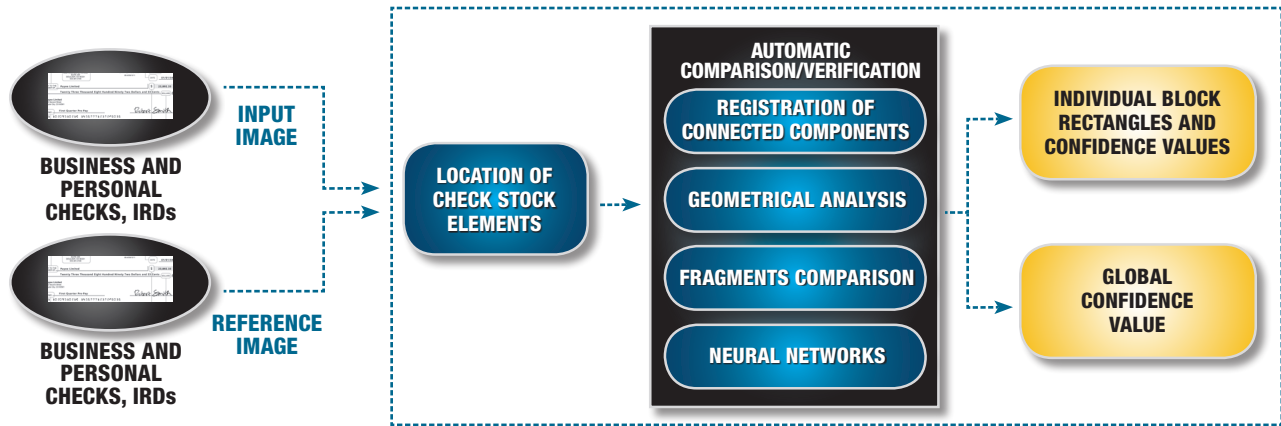 BUSINESS AND
PERSONAL
CHECKS, IRDs
INPUT
IMAGE
BUSINESS AND
PERSONAL
CHECKS, IRDs
REFERENCE
IMAGE
LOCATION OF
CHECK STOCK
ELEMENTS
AUTOMATIC
COMPARISON/VERIFICATION
REGISTRATION OF
CONNECTED COMPONENTS
GEOMETRICAL ANALYSIS
FRAGMENTS COMPARISON
NEURAL NETWORKS
INDIVIDUAL BLOCK
RECTANGLES AND
CONFIDENCE VALUES
GLOBAL
CONFIDENCE
VALUE